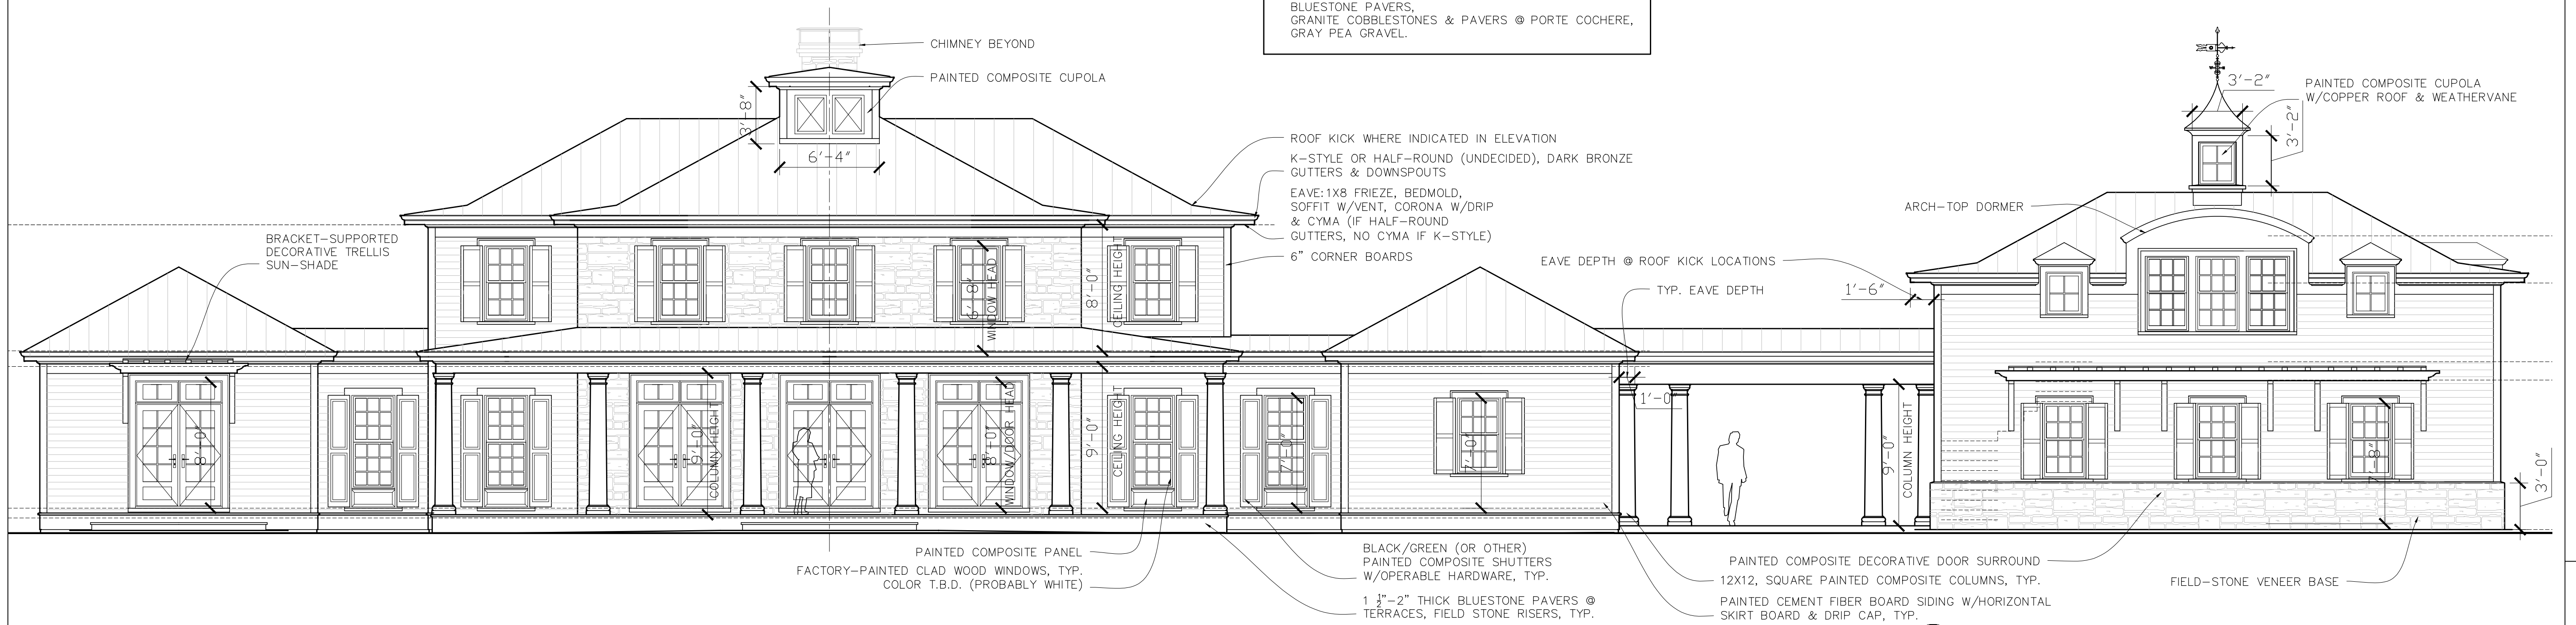 BLUESTONE PAVERS,
GRANITE COBBLESTONES & PAVERS @ PORTE COCHERE,
GRAY PEA GRAVEL.
CHIMNEY BEYOND
PAINTED COMPOSITE CUPOLA
3'-8"
6'-4"
ROOF KICK WHERE INDICATED IN ELEVATION
K-STYLE OR HALF-ROUND (UNDECIDED), DARK BRONZE
GUTTERS & DOWNSPOUTS
EAVE:1X8 FRIEZE, BEDMOLD,
SOFFIT W/VENT, CORONA W/DRIP
& CYMA (IF HALF-ROUND
GUTTERS, NO CYMA IF K-STYLE)
6" CORNER BOARDS
BRACKET-SUPPORTED
DECORATIVE TRELLIS
SUN-SHADE
3'-2"
3'-2"
PAINTED COMPOSITE CUPOLA
W/COPPER ROOF & WEATHERVANE
ARCH-TOP DORMER
EAVE DEPTH @ ROOF KICK LOCATIONS
1'-6"
TYP. EAVE DEPTH
1'-0"
6'-8"
WINDOW HEAD
8'-0"
CEILING HEIGHT
8'-0"
9'-0"
COLUMN HEIGHT
8'-0"
WINDOW/DOOR HEAD
9'-0"
CEILING HEIGHT
7'-0"
7'-0"
9'-0"
COLUMN HEIGHT
7'-8"
3'-0"
PAINTED COMPOSITE PANEL
FACTORY-PAINTED CLAD WOOD WINDOWS, TYP.
COLOR T.B.D. (PROBABLY WHITE)
BLACK/GREEN (OR OTHER)
PAINTED COMPOSITE SHUTTERS
W/OPERABLE HARDWARE, TYP.
1 ½"-2" THICK BLUESTONE PAVERS @
TERRACES, FIELD STONE RISERS, TYP.
PAINTED COMPOSITE DECORATIVE DOOR SURROUND
12X12, SQUARE PAINTED COMPOSITE COLUMNS, TYP.
PAINTED CEMENT FIBER BOARD SIDING W/HORIZONTAL
SKIRT BOARD & DRIP CAP, TYP.
FIELD-STONE VENEER BASE